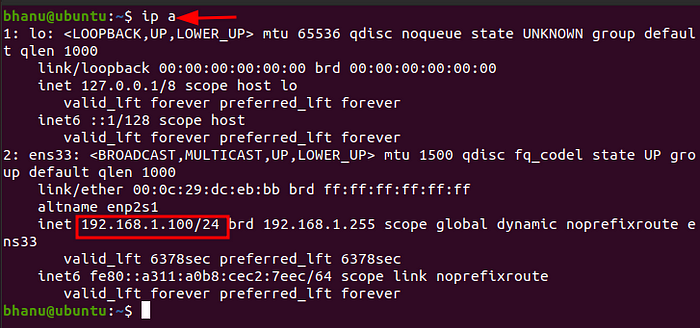 bhanu@ubuntu:~$ ip a
1: lo: <LOOPBACK,UP,LOWER_UP> mtu 65536 qdisc noqueue state UNKNOWN group defaul
t qlen 1000
    link/loopback 00:00:00:00:00:00 brd 00:00:00:00:00:00
    inet 127.0.0.1/8 scope host lo
       valid_lft forever preferred_lft forever
    inet6 ::1/128 scope host
       valid_lft forever preferred_lft forever
2: ens33: <BROADCAST,MULTICAST,UP,LOWER_UP> mtu 1500 qdisc fq_codel state UP gro
up default qlen 1000
    link/ether 00:0c:29:dc:eb:bb brd ff:ff:ff:ff:ff:ff
    altname enp2s1
    inet 192.168.1.100/24 brd 192.168.1.255 scope global dynamic noprefixroute e
ns33
       valid_lft 6378sec preferred_lft 6378sec
    inet6 fe80::a311:a0b8:cec2:7eec/64 scope link noprefixroute
       valid_lft forever preferred_lft forever
bhanu@ubuntu:~$